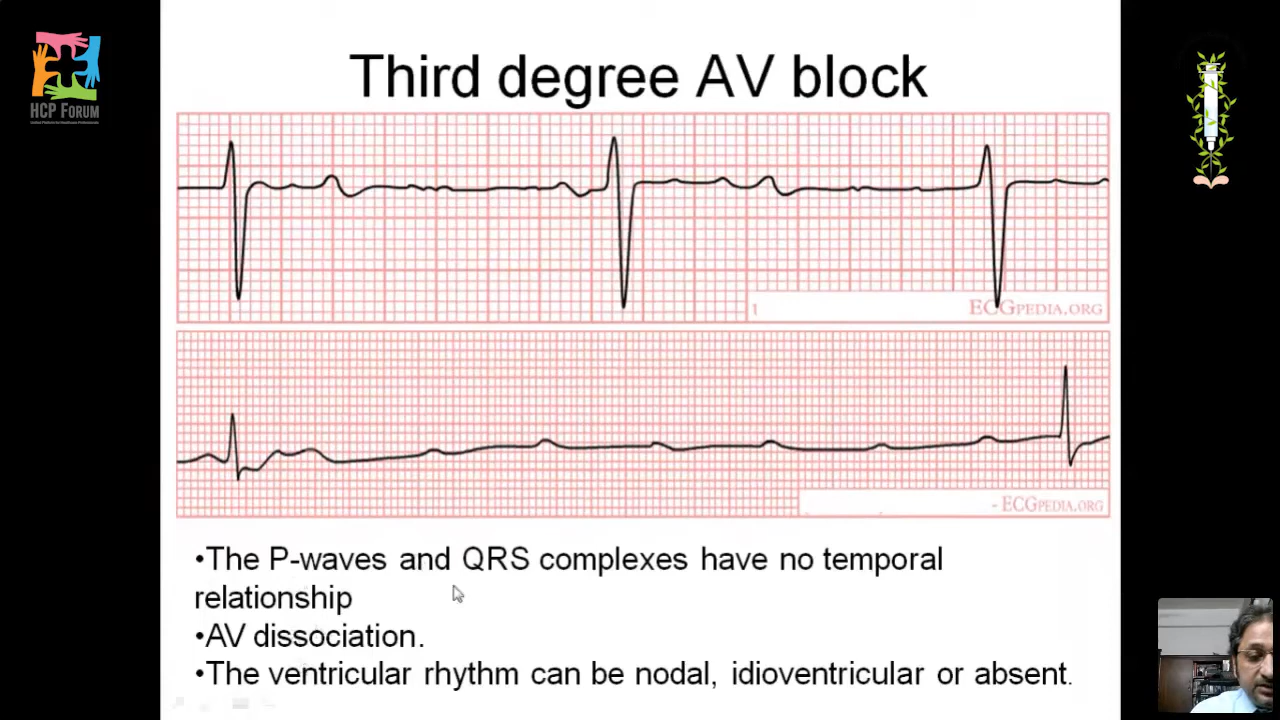 HCP FORUM
Third degree AV block
1
ECGPEDIA.ORG
- ECGPEDIA.ORG
•The P-waves and QRS complexes have no temporal
relationship
•AV dissociation.
•The ventricular rhythm can be nodal, idioventricular or absent.